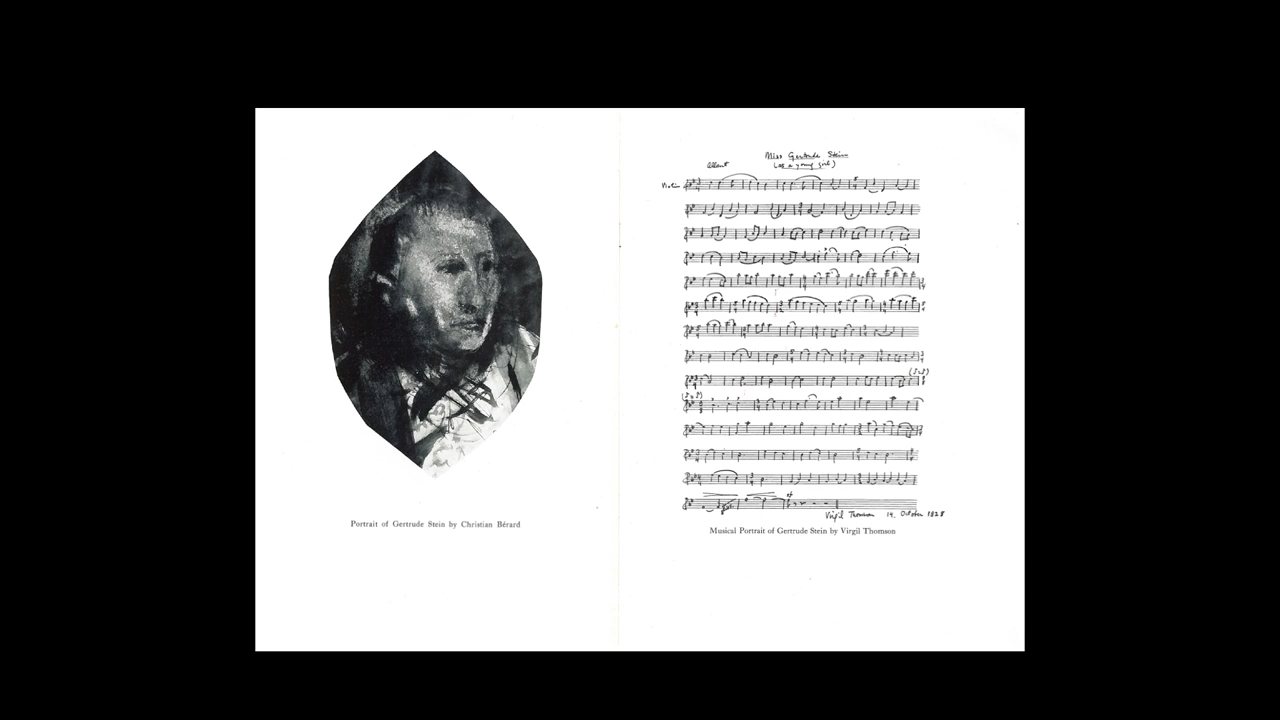 Portrait of Gertrude Stein by Christian Bérard
Miss Gertrude Stein
(as a young girl)
Violin
Virgil Thomson 14 October 1928
Musical Portrait of Gertrude Stein by Virgil Thomson